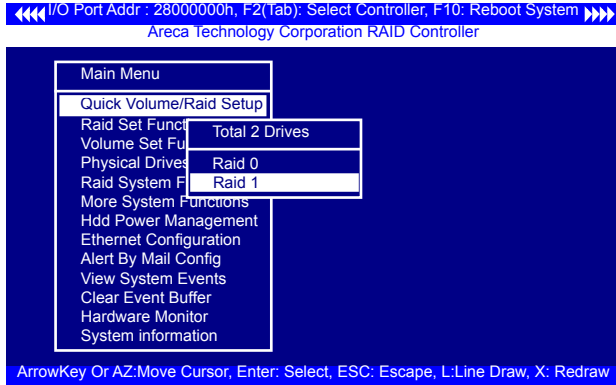 I/O Port Addr : 28000000h, F2(Tab): Select Controller, F10: Reboot System
Areca Technology Corporation RAID Controller
Main Menu
Quick Volume/Raid Setup
Raid Set Funct
Volume Set Fu
Physical Drives
Raid System F
More System Functions
Hdd Power Management
Ethernet Configuration
Alert By Mail Config
View System Events
Clear Event Buffer
Hardware Monitor
System information
Total 2 Drives
Raid 0
Raid 1
ArrowKey Or AZ:Move Cursor, Enter: Select, ESC: Escape, L:Line Draw, X: Redraw